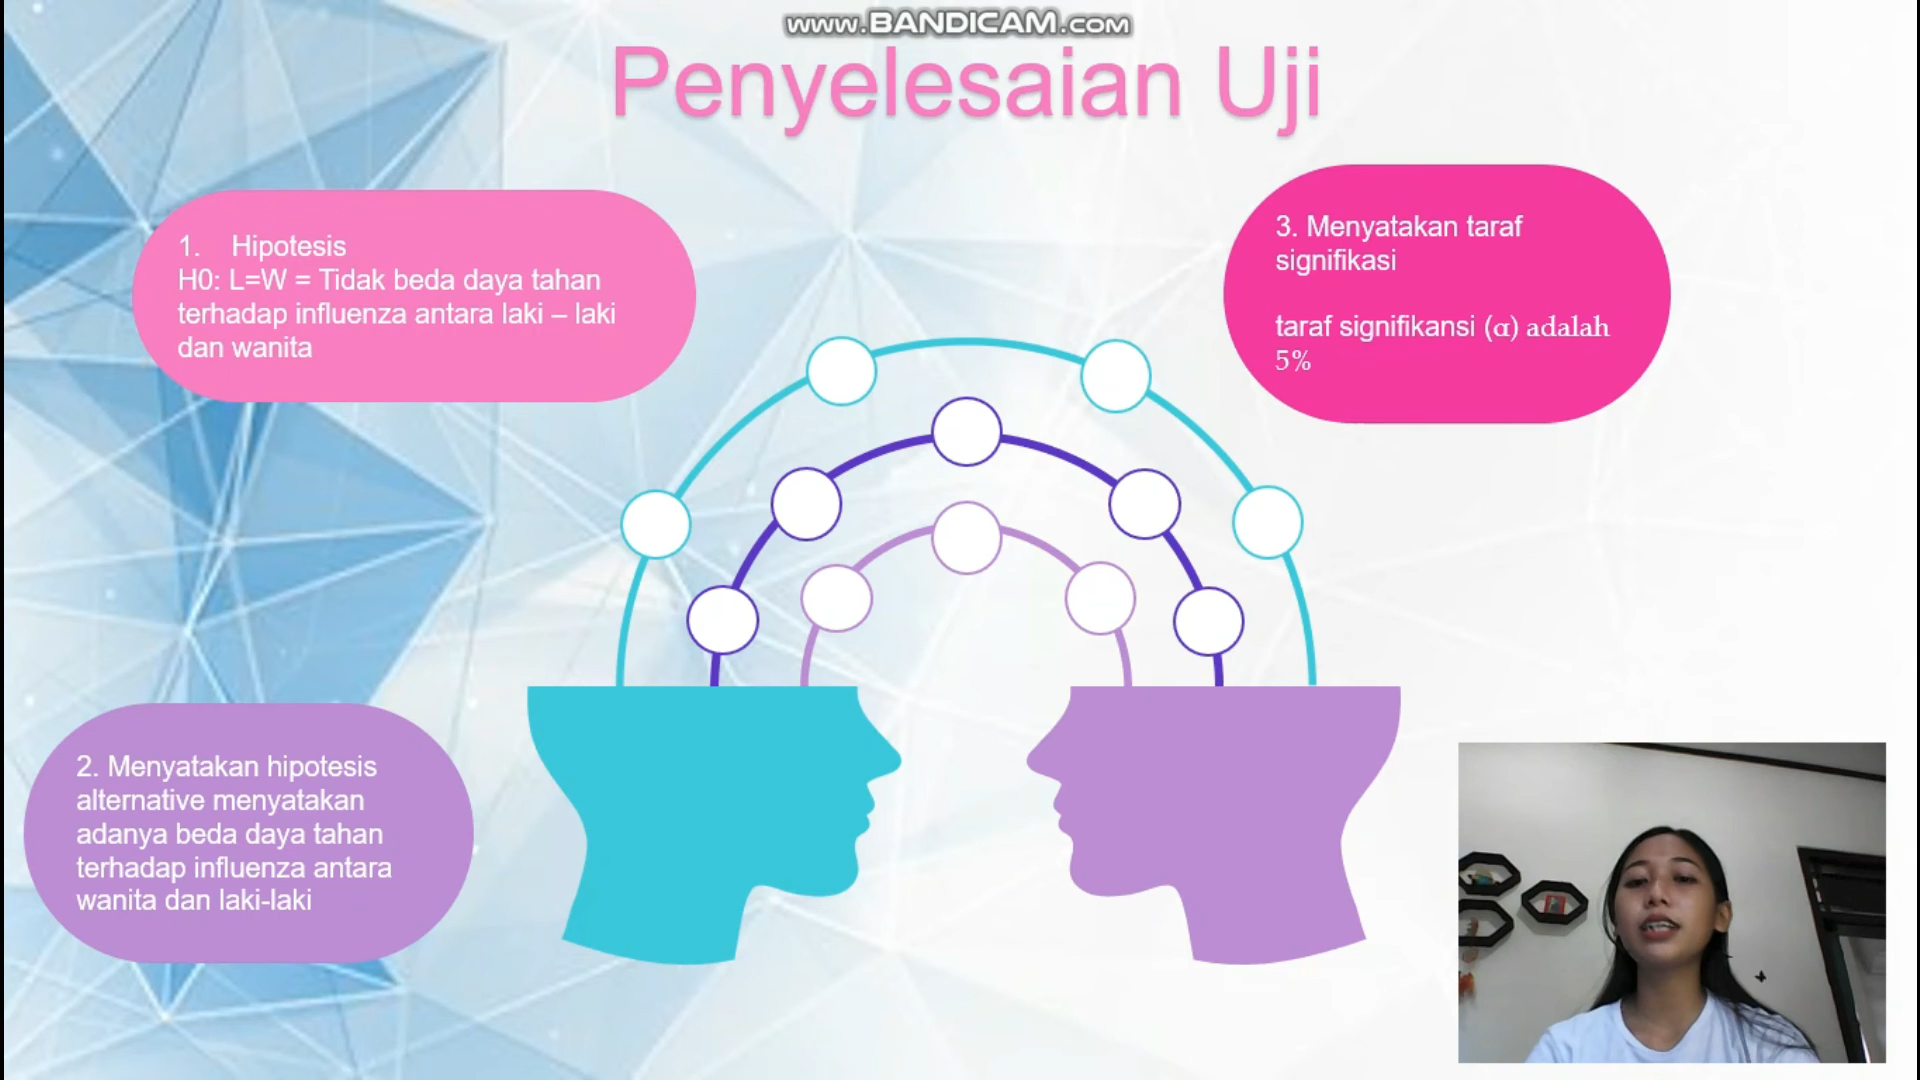 www.BANDICAM.com
Penyelesaian Uji
1. Hipotesis
H0: L=W = Tidak beda daya tahan
terhadap influenza antara laki – laki
dan wanita
2. Menyatakan hipotesis
alternative menyatakan
adanya beda daya tahan
terhadap influenza antara
wanita dan laki-laki
3. Menyatakan taraf
signifikasi
taraf signifikansi (α) adalah
5%